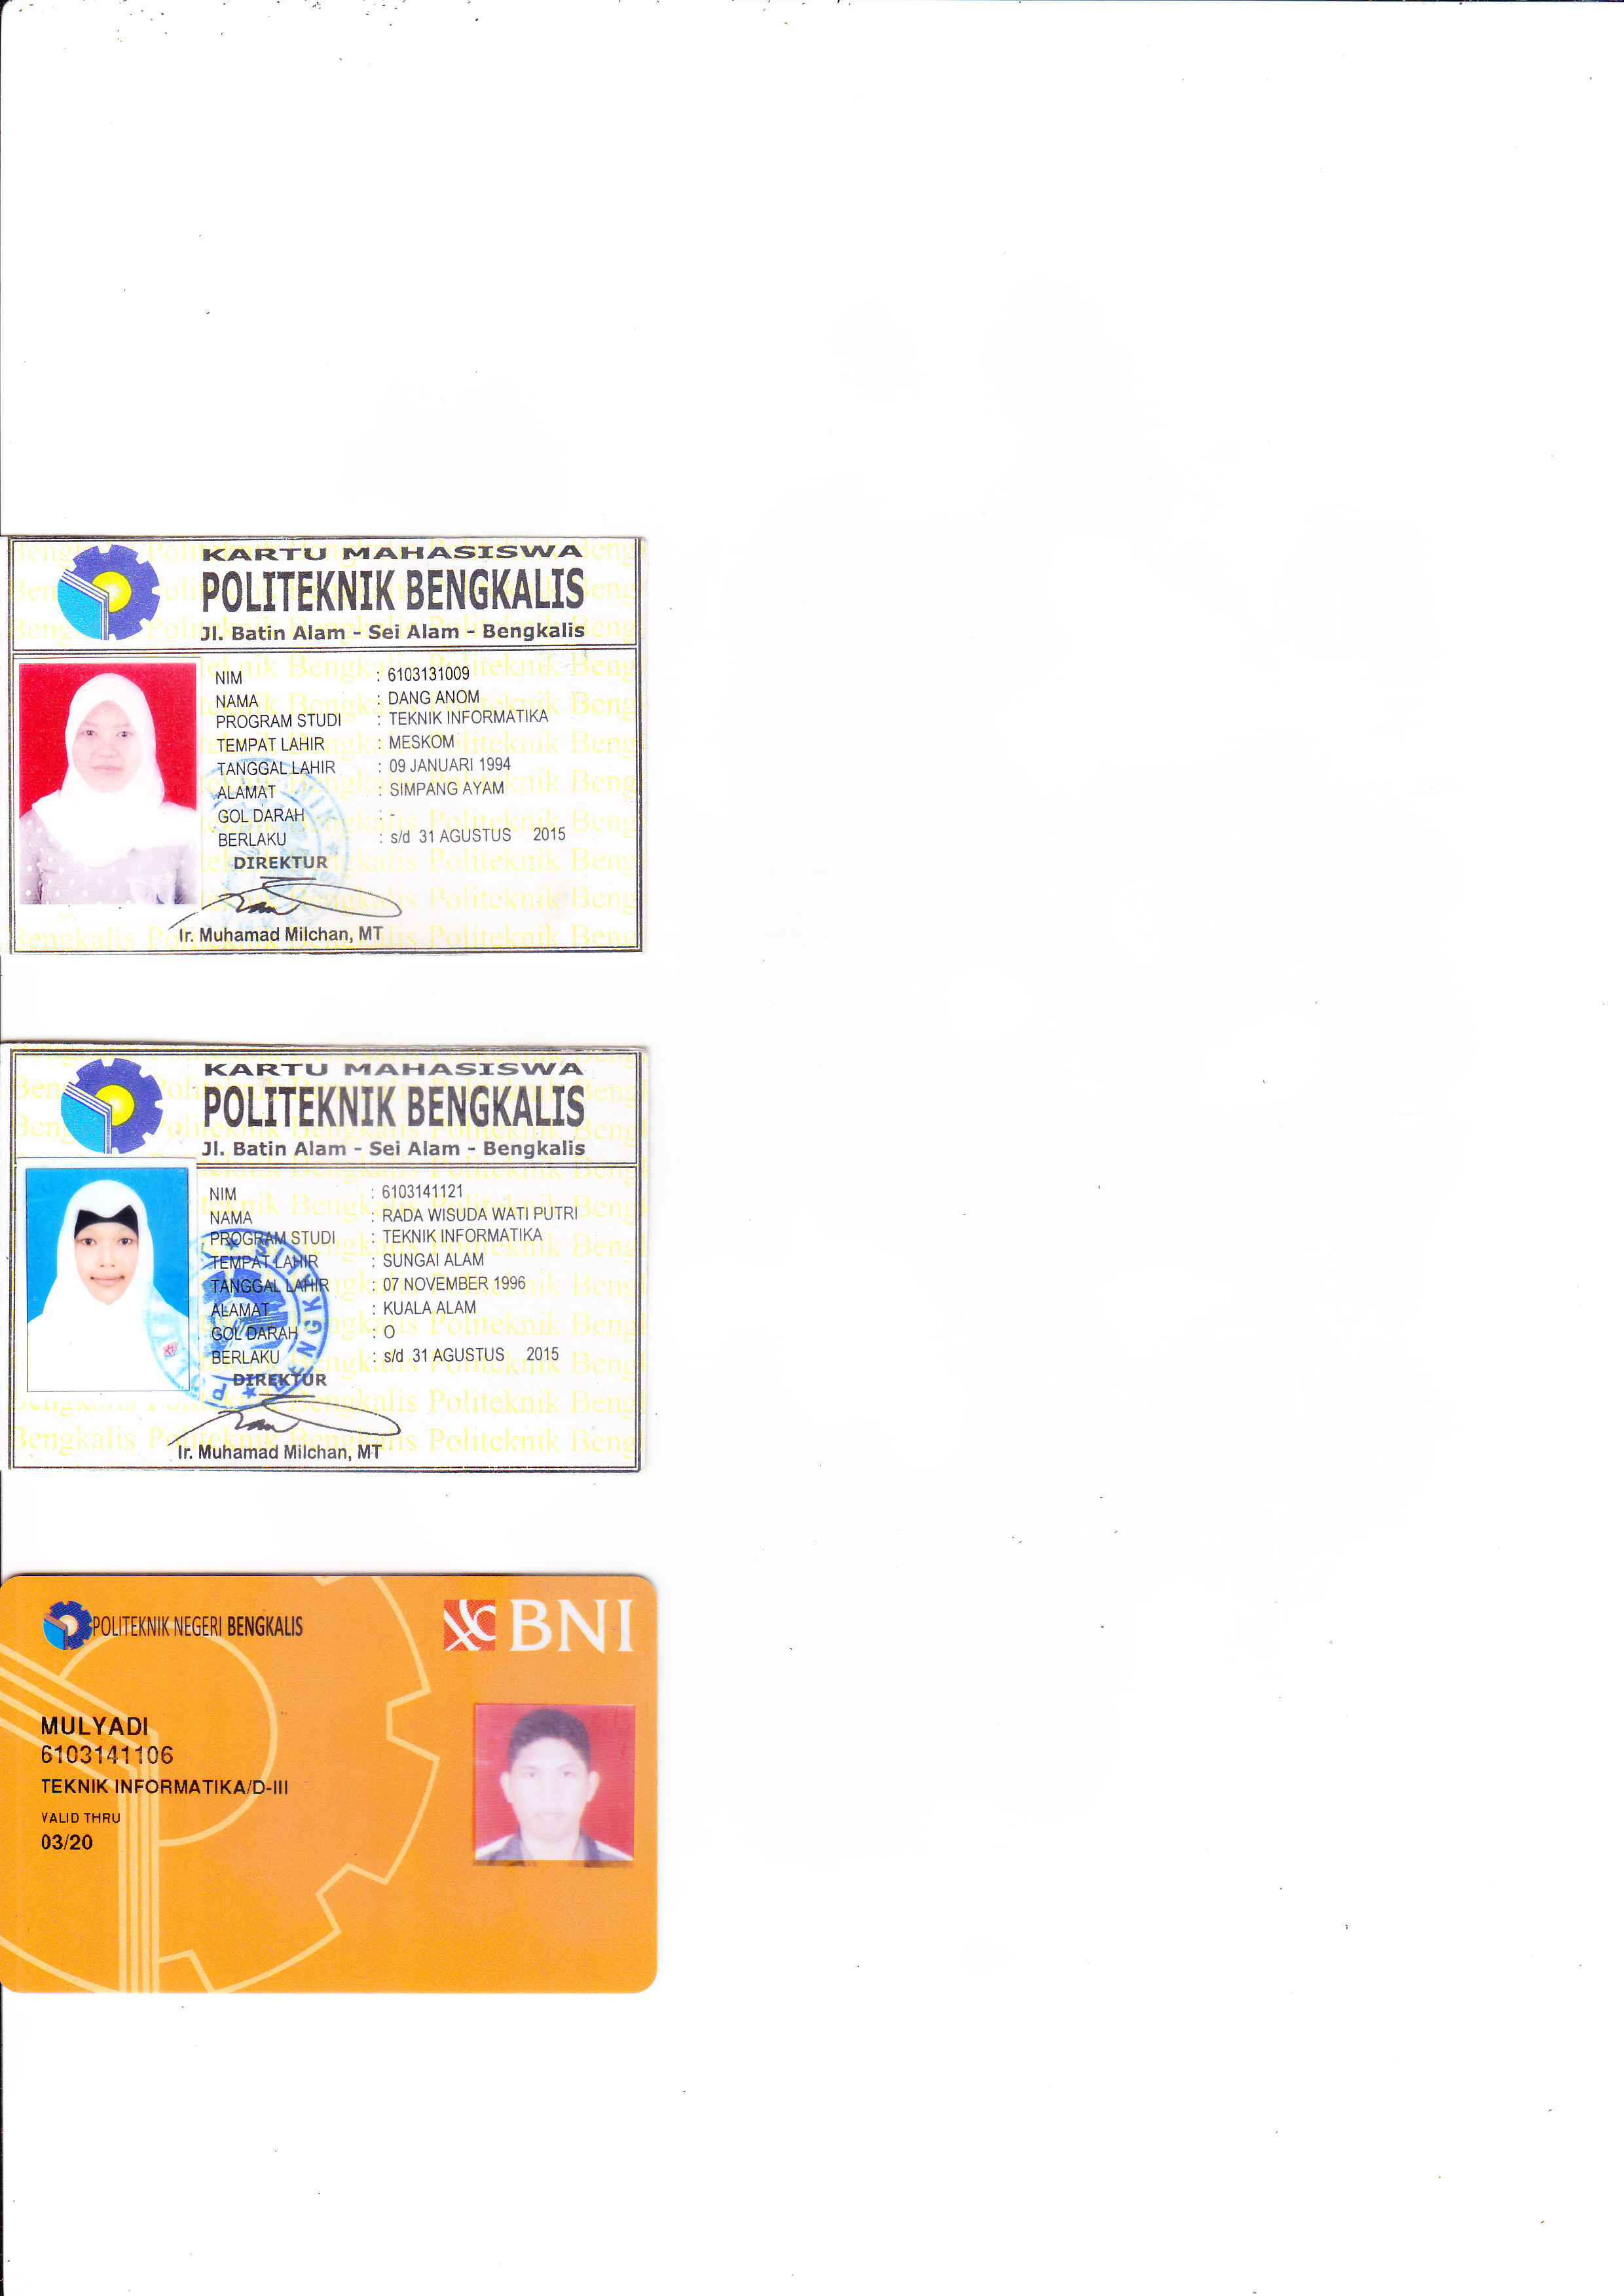 KARTU MAHASISWA
POLITEKNIK BENGKALIS
Jl. Batin Alam - Sei Alam - Bengkalis
NIM : 6103131009
NAMA : DANG ANOM
PROGRAM STUDI : TEKNIK INFORMATIKA
TEMPAT LAHIR : MESKOM
TANGGAL LAHIR : 09 JANUARI 1994
ALAMAT : SIMPANG AYAM
GOL DARAH : -
BERLAKU : s/d 31 AGUSTUS 2015
DIREKTUR
Ir. Muhamad Milchan, MT
KARTU MAHASISWA
POLITEKNIK BENGKALIS
Jl. Batin Alam - Sei Alam - Bengkalis
NIM : 6103141121
NAMA : RADA WISUDA WATI PUTRI
PROGRAM STUDI : TEKNIK INFORMATIKA
TEMPAT LAHIR : SUNGAI ALAM
TANGGAL LAHIR : 07 NOVEMBER 1996
ALAMAT : KUALA ALAM
GOL DARAH : O
BERLAKU : s/d 31 AGUSTUS 2015
DIREKTUR
Ir. Muhamad Milchan, MT
POLITEKNIK NEGERI BENGKALIS
BNI
MULYADI
6103141106
TEKNIK INFORMATIKA/D-III
VALID THRU
03/20